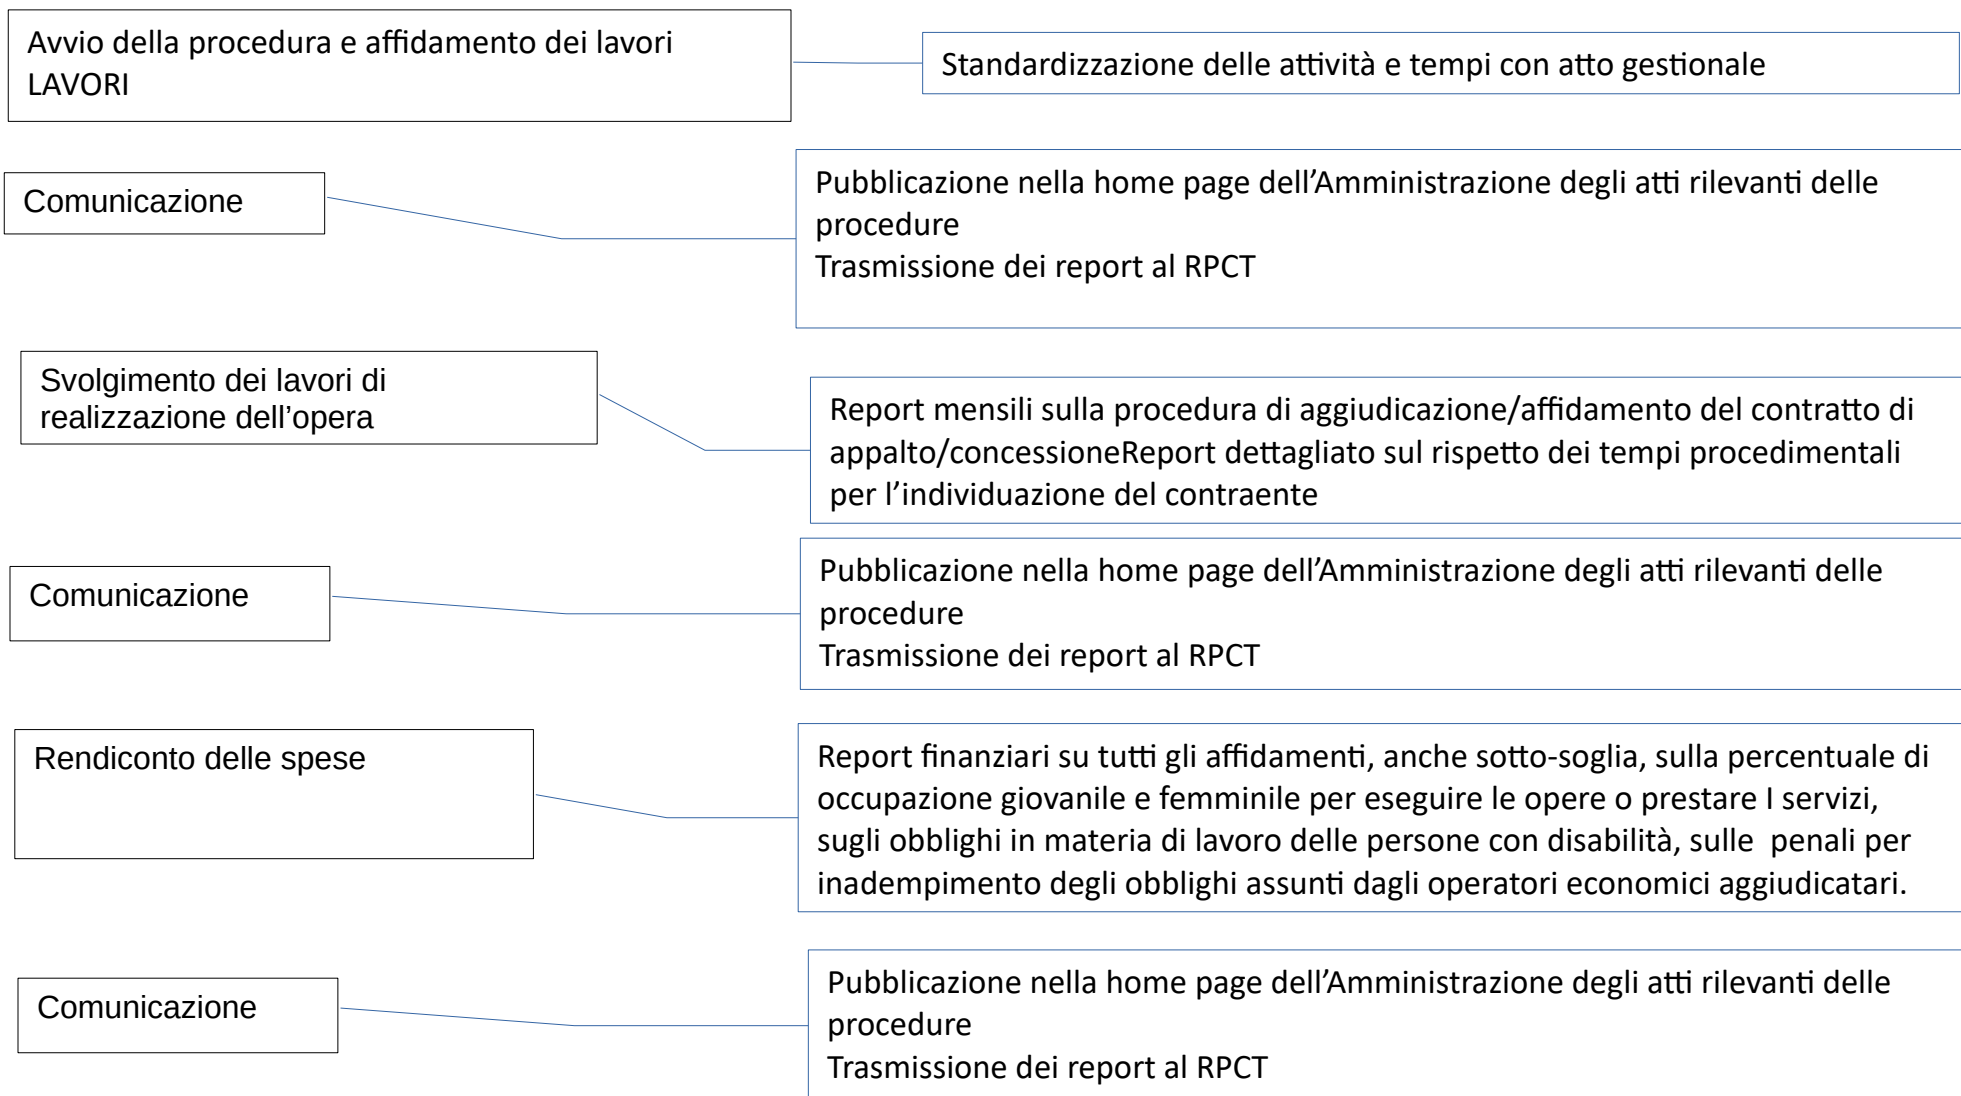 Avvio della procedura e affidamento dei lavori
LAVORI
Standardizzazione delle attività e tempi con atto gestionale
Comunicazione
Pubblicazione nella home page dell’Amministrazione degli atti rilevanti delle
procedure
Trasmissione dei report al RPCT
Svolgimento dei lavori di
realizzazione dell’opera
Report mensili sulla procedura di aggiudicazione/affidamento del contratto di
appalto/concessioneReport dettagliato sul rispetto dei tempi procedimentali
per l’individuazione del contraente
Comunicazione
Pubblicazione nella home page dell’Amministrazione degli atti rilevanti delle
procedure
Trasmissione dei report al RPCT
Rendiconto delle spese
Report finanziari su tutti gli affidamenti, anche sotto-soglia, sulla percentuale di
occupazione giovanile e femminile per eseguire le opere o prestare I servizi,
sugli obblighi in materia di lavoro delle persone con disabilità, sulle  penali per
inadempimento degli obblighi assunti dagli operatori economici aggiudicatari.
Comunicazione
Pubblicazione nella home page dell’Amministrazione degli atti rilevanti delle
procedure
Trasmissione dei report al RPCT